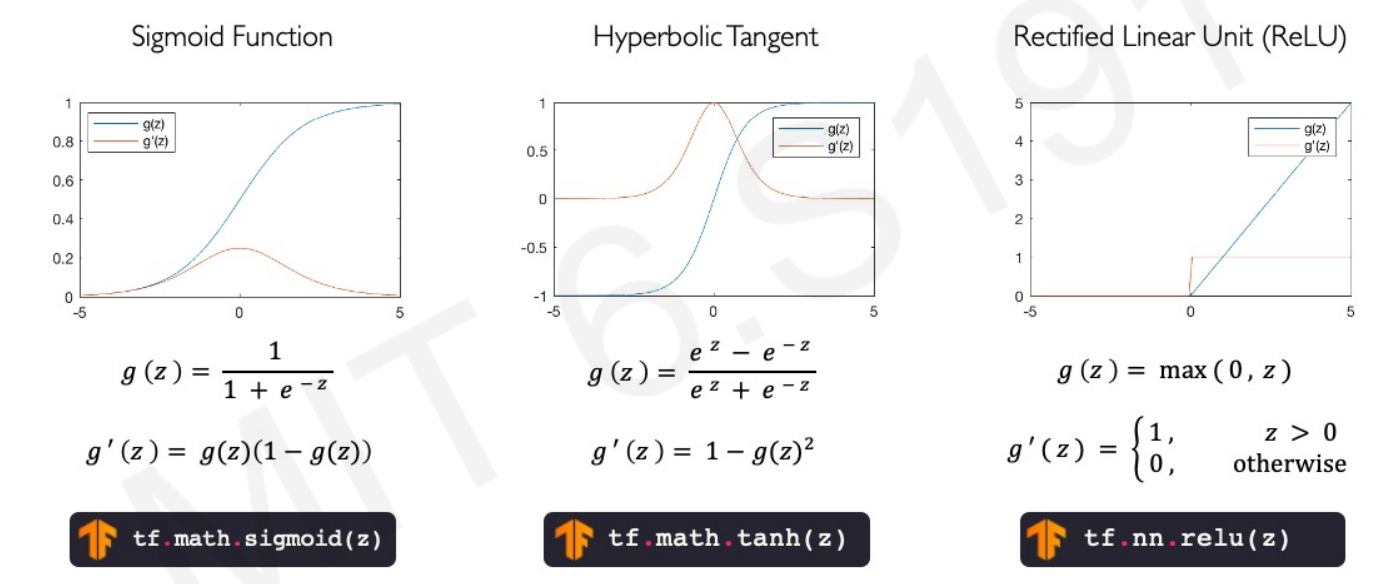 Sigmoid Function
1
0.8
0.6
0.4
0.2
0
-5
0
5
g(z)
g'(z)
g(z) = 1 / (1 + e^-z)
g'(z) = g(z)(1 − g(z))
tf.math.sigmoid(z)
Hyperbolic Tangent
1
0.5
0
-0.5
-1
-5
0
5
g(z)
g'(z)
g(z) = (e^z − e^-z) / (e^z + e^-z)
g'(z) = 1 − g(z)²
tf.math.tanh(z)
Rectified Linear Unit (ReLU)
5
4
3
2
1
0
-5
0
5
g(z)
g'(z)
g(z) = max(0, z)
g'(z) = { 1, z > 0
0, otherwise
tf.nn.relu(z)
MIT 6.S191